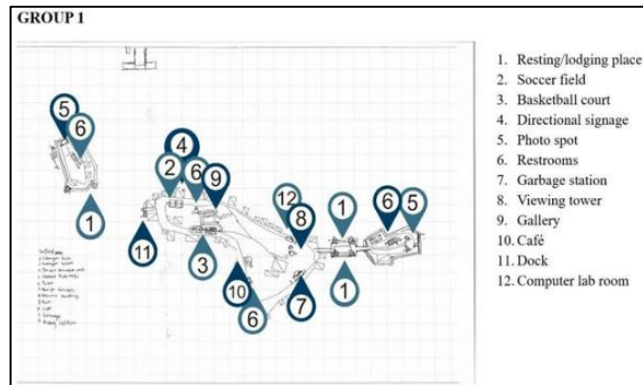 GROUP 1
1. Resting/lodging place
2. Soccer field
3. Basketball court
4. Directional signage
5. Photo spot
6. Restrooms
7. Garbage station
8. Viewing tower
9. Gallery
10. Café
11. Dock
12. Computer lab room
5
6
1
4
2
6
9
12
8
1
6
5
11
3
10
6
7
1